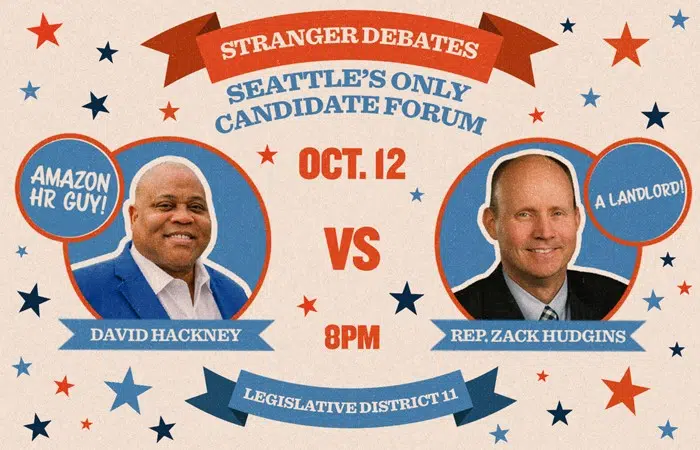 STRANGER DEBATES
SEATTLE'S ONLY
CANDIDATE FORUM
OCT. 12
AMAZON
HR GUY!
A LANDLORD!
VS
DAVID HACKNEY
8PM
REP. ZACK HUDGINS
LEGISLATIVE DISTRICT 11